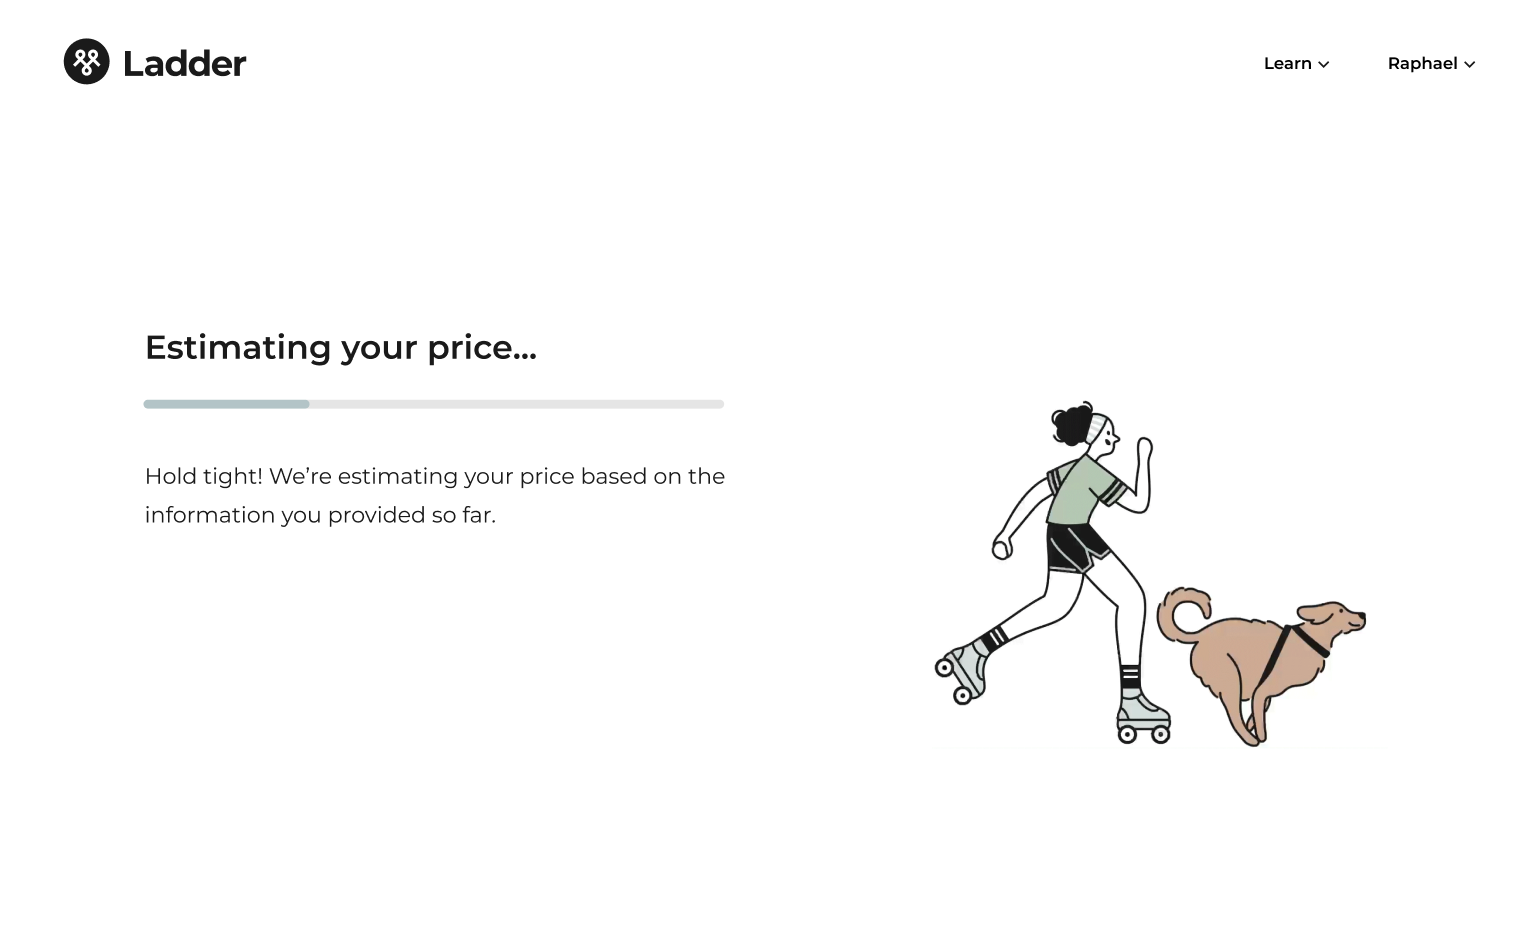 Ladder
Learn
Raphael
Estimating your price...
Hold tight! We’re estimating your price based on the
information you provided so far.